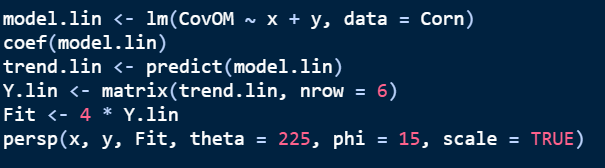 model.lin <- lm(CovOM ~ x + y, data = Corn)
coef(model.lin)
trend.lin <- predict(model.lin)
Y.lin <- matrix(trend.lin, nrow = 6)
Fit <- 4 * Y.lin
persp(x, y, Fit, theta = 225, phi = 15, scale = TRUE)